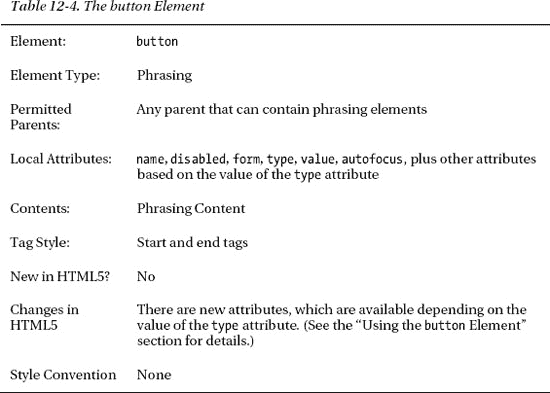 Table 12-4. The button Element
Element: button
Element Type: Phrasing
Permitted Any parent that can contain phrasing elements
Parents:
Local Attributes: name, disabled, form, type, value, autofocus, plus other attributes
based on the value of the type attribute
Contents: Phrasing Content
Tag Style: Start and end tags
New in HTML5? No
Changes in There are new attributes, which are available depending on the
HTML5 value of the type attribute. (See the “Using the button Element”
section for details.)
Style Convention None